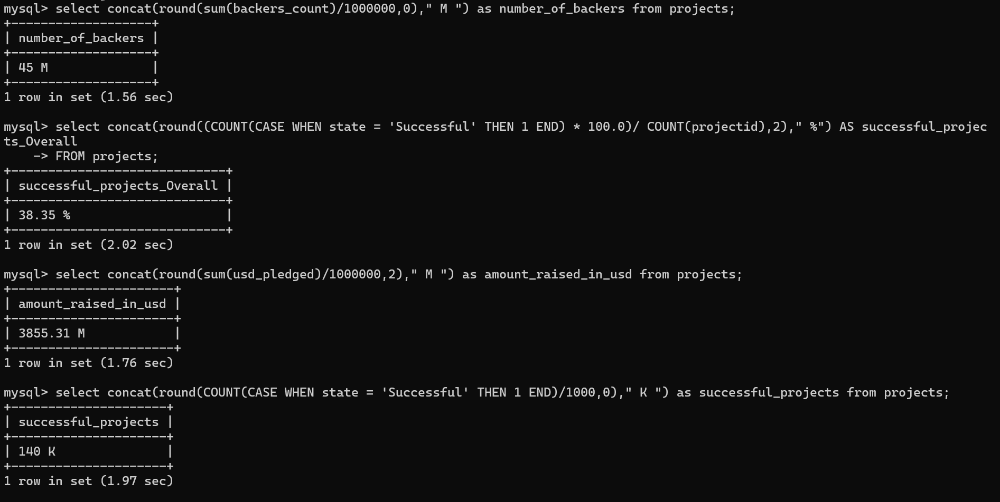 mysql> select concat(round(sum(backers_count)/1000000,0)," M ") as number_of_backers from projects;
+-------------------+
| number_of_backers |
+-------------------+
| 45 M              |
+-------------------+
1 row in set (1.56 sec)

mysql> select concat(round((COUNT(CASE WHEN state = 'Successful' THEN 1 END) * 100.0)/ COUNT(projectid),2)," %") AS successful_projec
ts_Overall
    -> FROM projects;
+-----------------------------+
| successful_projects_Overall |
+-----------------------------+
| 38.35 %                     |
+-----------------------------+
1 row in set (2.02 sec)

mysql> select concat(round(sum(usd_pledged)/1000000,2)," M ") as amount_raised_in_usd from projects;
+----------------------+
| amount_raised_in_usd |
+----------------------+
| 3855.31 M            |
+----------------------+
1 row in set (1.76 sec)

mysql> select concat(round(COUNT(CASE WHEN state = 'Successful' THEN 1 END)/1000,0)," K ") as successful_projects from projects;
+---------------------+
| successful_projects |
+---------------------+
| 140 K               |
+---------------------+
1 row in set (1.97 sec)